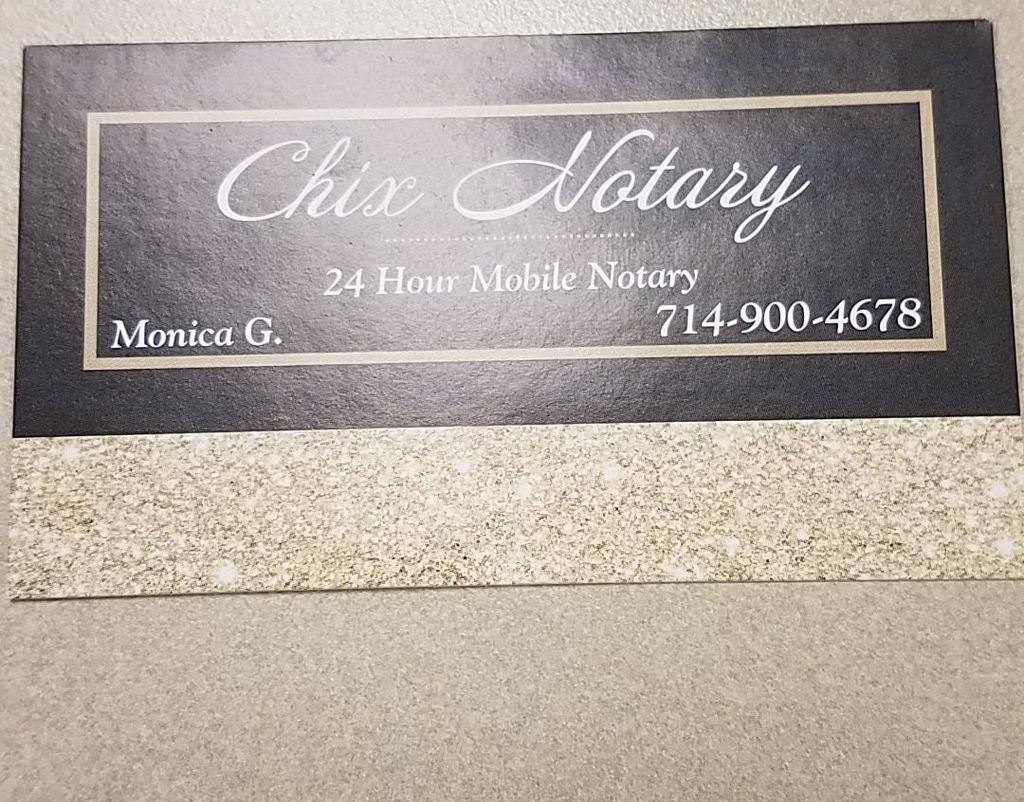 Chix Notary
24 Hour Mobile Notary
Monica G.
714-900-4678